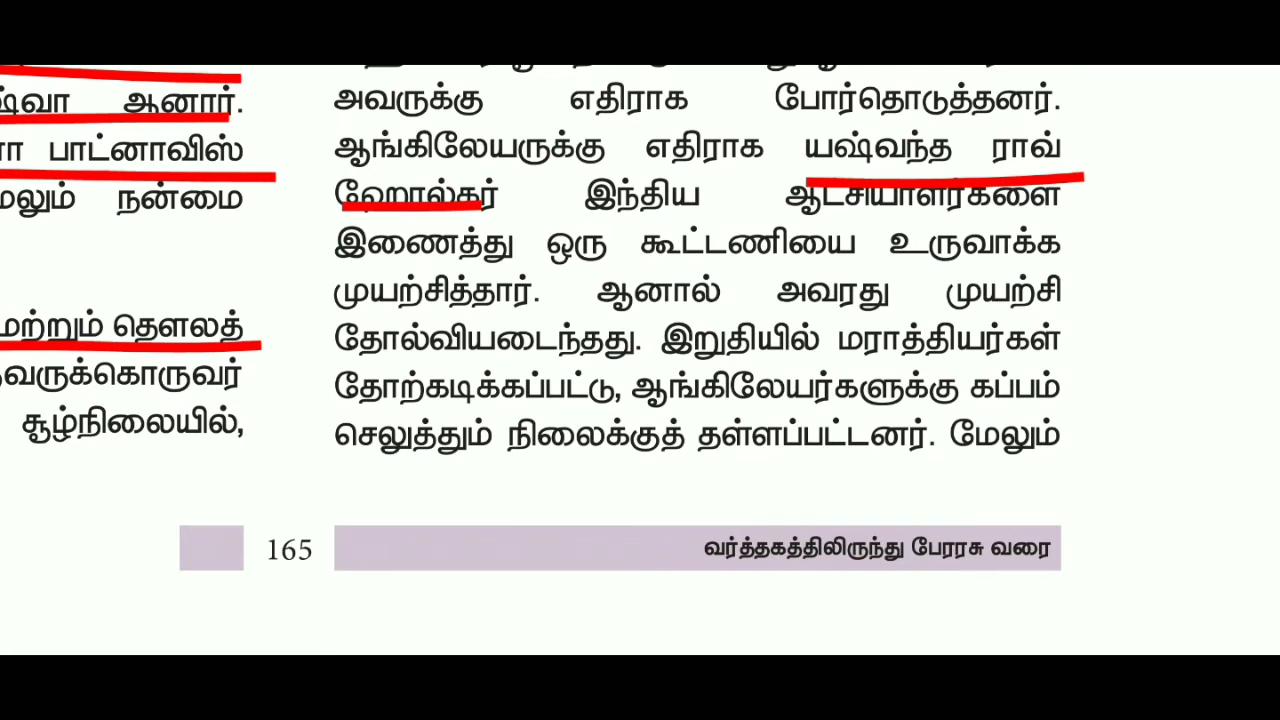 ஷ்வா ஆனார்.
பாட்னாவிஸ்
மேலும் நன்மை
மற்றும் தௌலத்
வருக்கொருவர்
சூழ்நிலையில்,
அவருக்கு எதிராக போர்தொடுத்தனர்.
ஆங்கிலேயருக்கு எதிராக யஷ்வந்த ராவ்
ஹோல்கர் இந்திய ஆட்சியாளர்களை
இணைத்து ஒரு கூட்டணியை உருவாக்க
முயற்சித்தார். ஆனால் அவரது முயற்சி
தோல்வியடைந்தது. இறுதியில் மராத்தியர்கள்
தோற்கடிக்கப்பட்டு, ஆங்கிலேயர்களுக்கு கப்பம்
செலுத்தும் நிலைக்குத் தள்ளப்பட்டனர். மேலும்
165 வர்த்தகத்திலிருந்து பேரரசு வரை